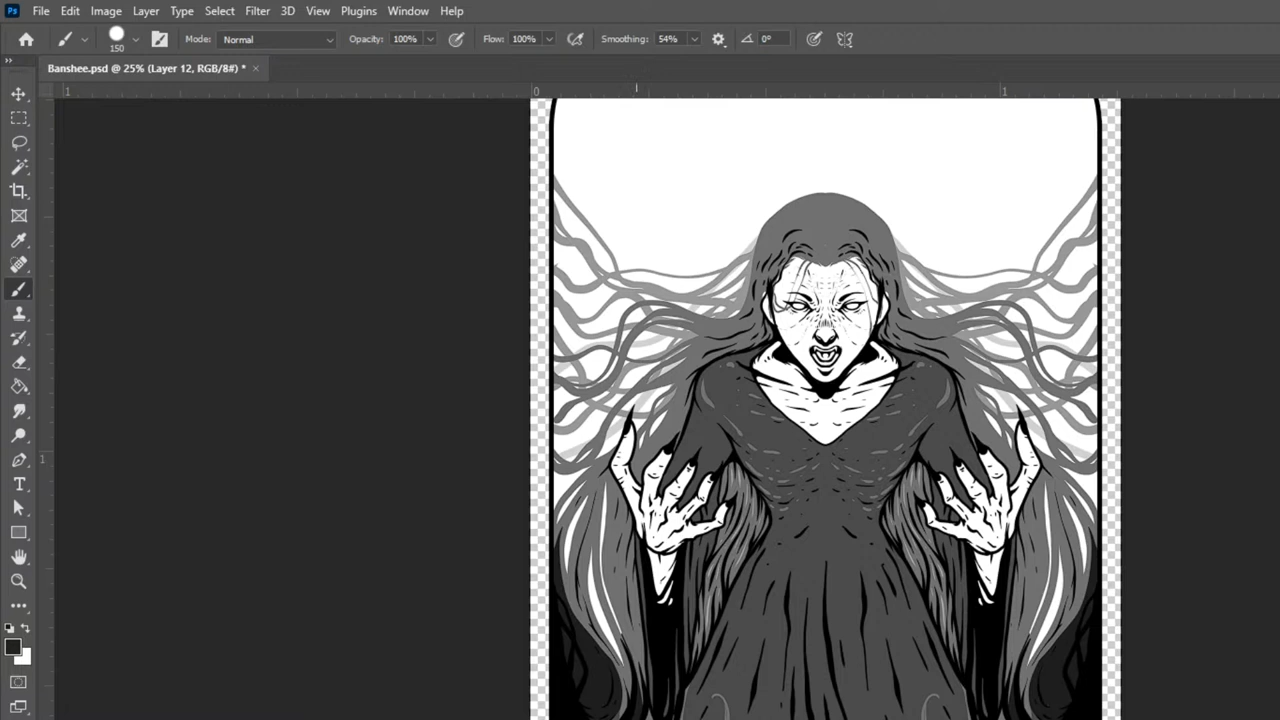 Ps File Edit Image Layer Type Select Filter 3D View Plugins Window Help
150 Mode: Normal Opacity: 100% Flow: 100% Smoothing: 54% 0°
Banshee.psd @ 25% (Layer 12, RGB/8#) * ×
1 0 1
1